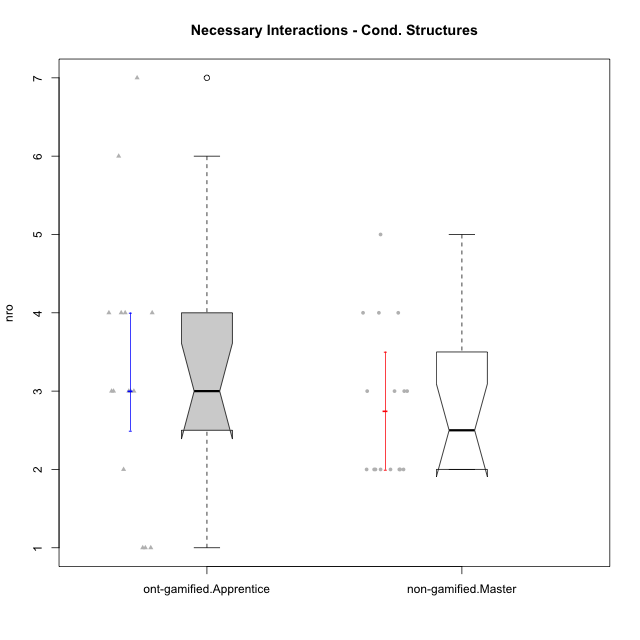 Necessary Interactions - Cond. Structures
7
6
5
4
3
2
1
nro
ont-gamified.Apprentice
non-gamified.Master